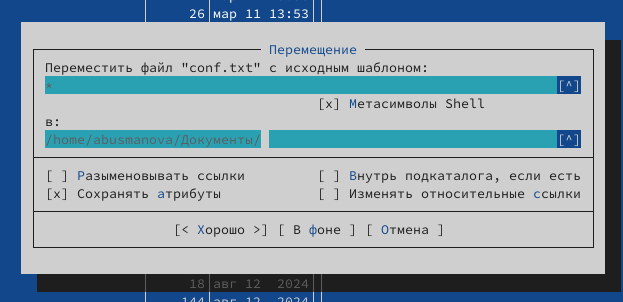 26 мар 11 13:53
Перемещение
Переместить файл "conf.txt" с исходным шаблоном:
* [^]
[x] Метасимволы Shell
в:
/home/abusmanova/Документы/ [^]
[ ] Разыменовывать ссылки [ ] Внутрь подкаталога, если есть
[x] Сохранять атрибуты [ ] Изменять относительные ссылки
[< Хорошо >] [ В фоне ] [ Отмена ]
18 авг 12 2024
144 авг 12 2024